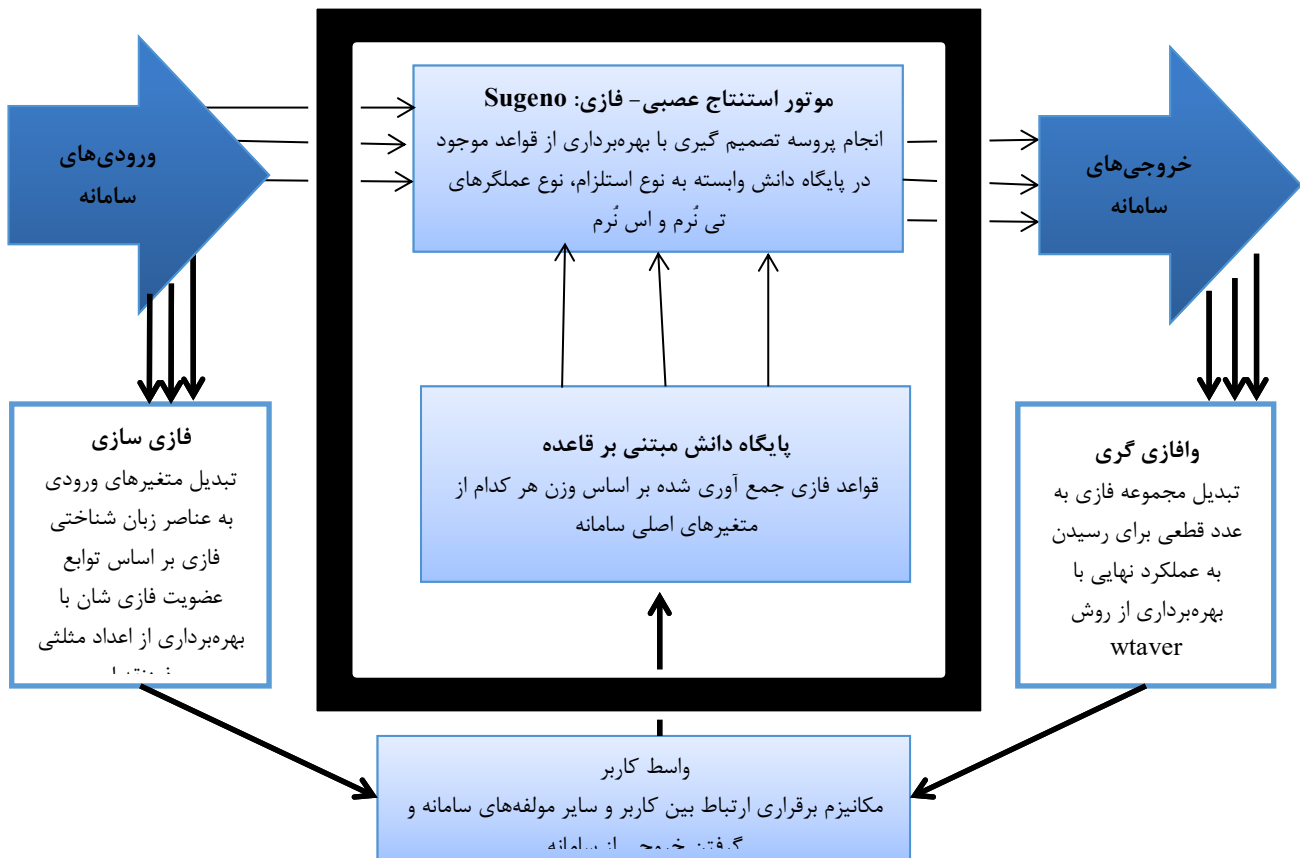 ورودی‌های
سامانه
موتور استنتاج عصبی- فازی: Sugeno
انجام پروسه تصمیم گیری با بهره‌برداری از قواعد موجود
در پایگاه دانش وابسته به نوع استلزام، نوع عملگرهای
تی نُرم و اس نُرم
خروجی‌های
سامانه
فازی سازی
تبدیل متغیرهای ورودی
به عناصر زبان شناختی
فازی بر اساس توابع
عضویت فازی شان با
بهره‌برداری از اعداد مثلثی
پایگاه دانش مبتنی بر قاعده
قواعد فازی جمع آوری شده بر اساس وزن هر کدام از
متغیرهای اصلی سامانه
وافازی گری
تبدیل مجموعه فازی به
عدد قطعی برای رسیدن
به عملکرد نهایی با
بهره‌برداری از روش
wtaver
واسط کاربر
مکانیزم برقراری ارتباط بین کاربر و سایر مولفه‌های سامانه و
گرفتن خروجی از سامانه